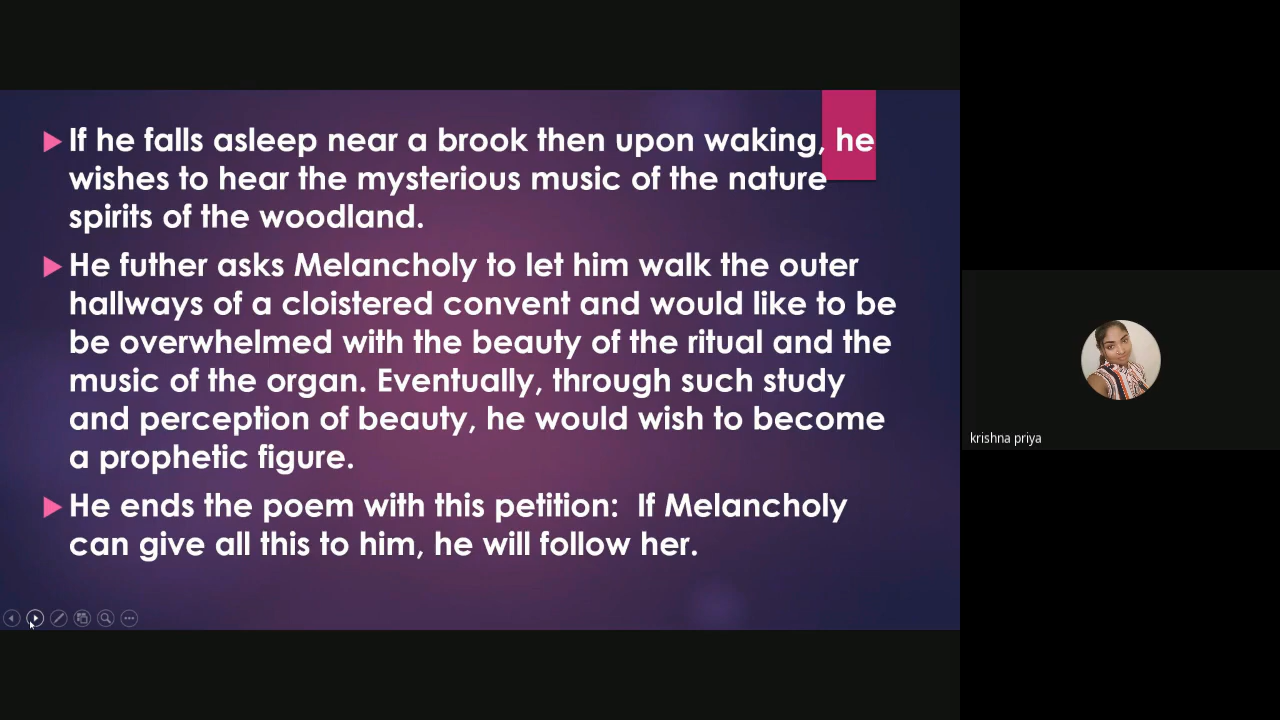 If he falls asleep near a brook then upon waking, he
wishes to hear the mysterious music of the nature
spirits of the woodland.
He futher asks Melancholy to let him walk the outer
hallways of a cloistered convent and would like to be
be overwhelmed with the beauty of the ritual and the
music of the organ. Eventually, through such study
and perception of beauty, he would wish to become
a prophetic figure.
He ends the poem with this petition:  If Melancholy
can give all this to him, he will follow her.
krishna priya